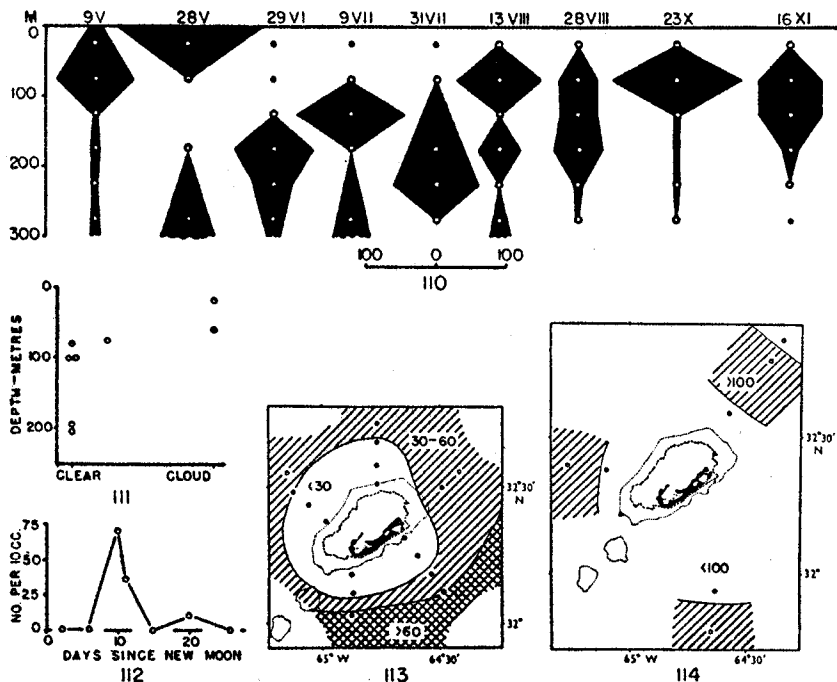 M 9V 28V 29VI 9VII 31VII 13VIII 28VIII 23X 16XI
0
100
200
300
100 0 100
110
0
100
200
DEPTH-METRES
CLEAR CLOUD
111
75
50
25
0
NO. PER 10CC.
0 10 20
DAYS SINCE NEW MOON
112
30-60
<30
>60
32°30'
N
32°
65° W 64°30'
113
>100
<100
32°30'
N
32°
65° W 64°30'
114